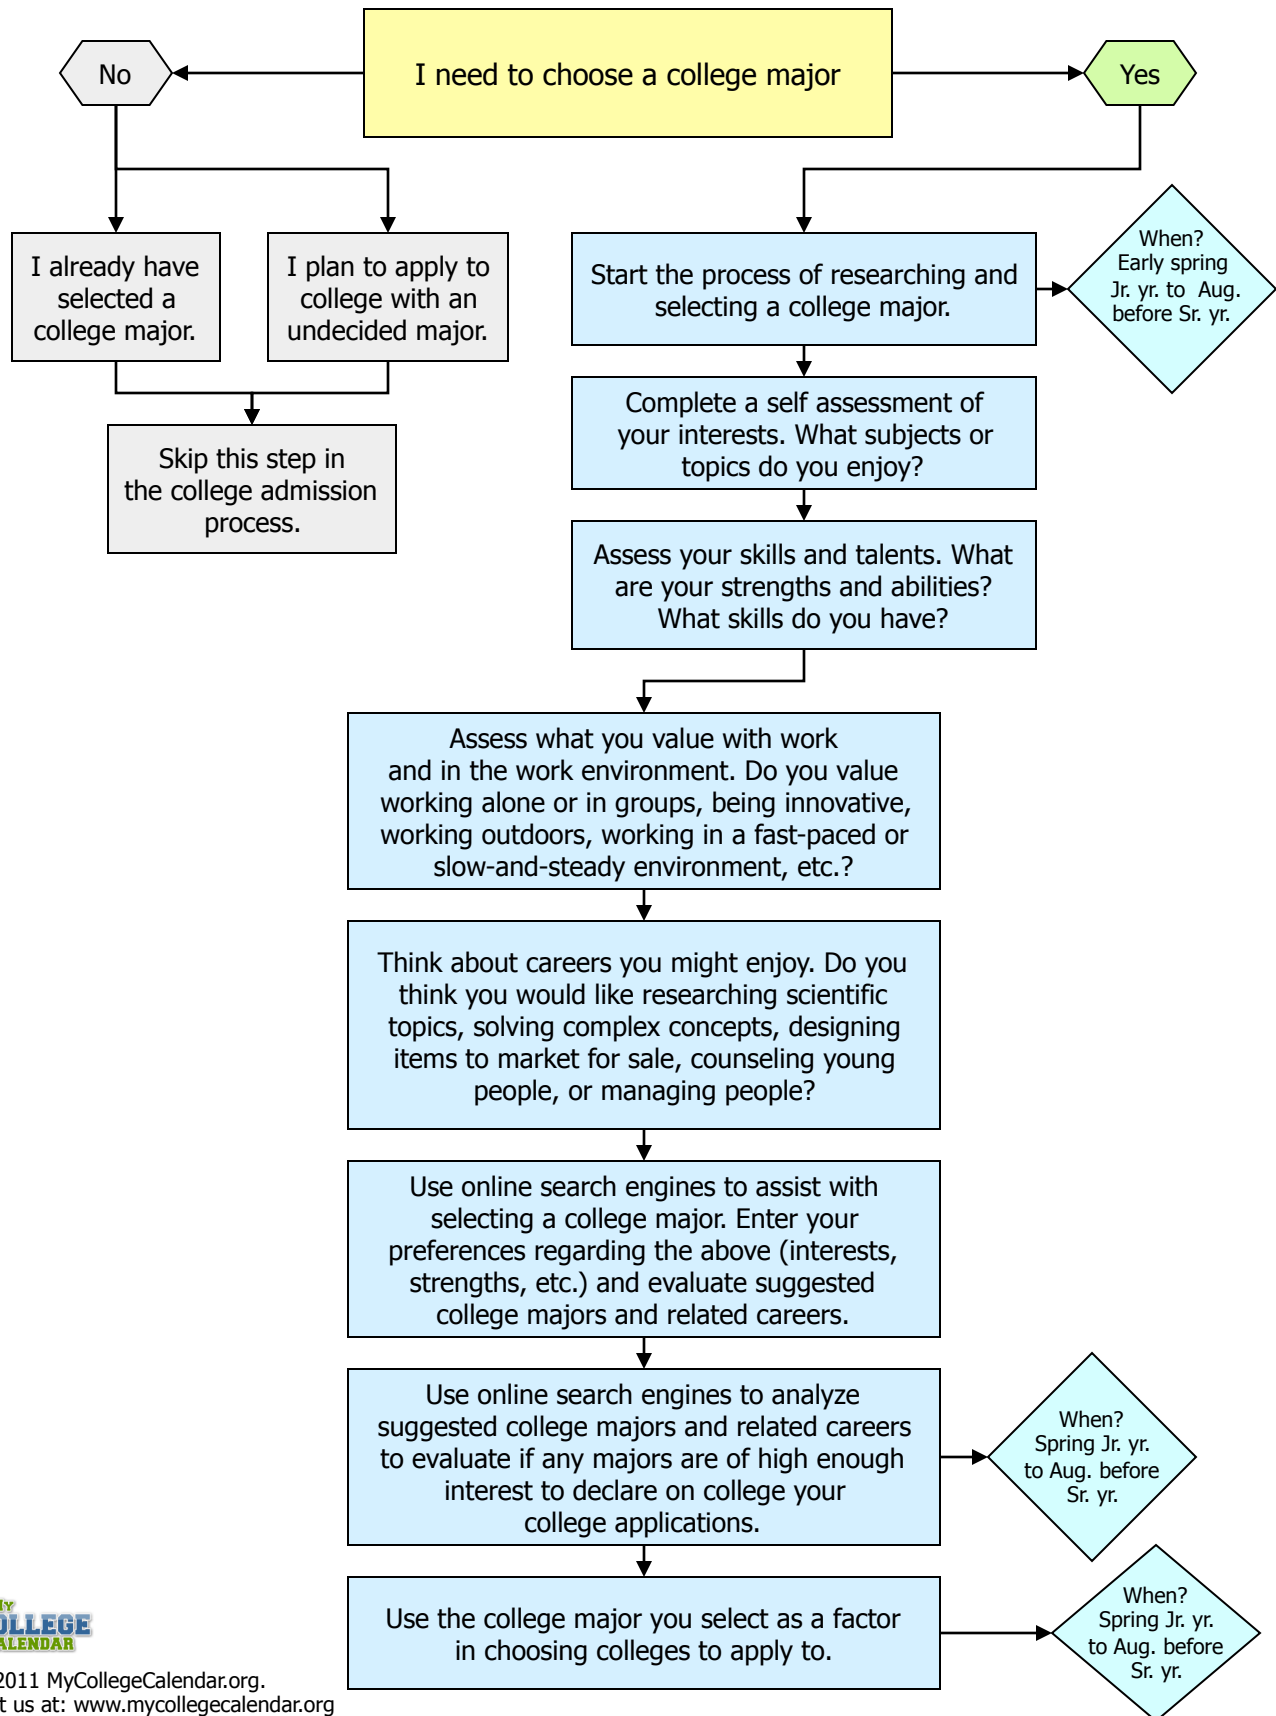 I need to choose a college major
No
Yes
I already have
selected a
college major.
I plan to apply to
college with an
undecided major.
Skip this step in
the college admission
process.
Start the process of researching and
selecting a college major.
When?
Early spring
Jr. yr. to Aug.
before Sr. yr.
Complete a self assessment of
your interests. What subjects or
topics do you enjoy?
Assess your skills and talents. What
are your strengths and abilities?
What skills do you have?
Assess what you value with work
and in the work environment. Do you value
working alone or in groups, being innovative,
working outdoors, working in a fast-paced or
slow-and-steady environment, etc.?
Think about careers you might enjoy. Do you
think you would like researching scientific
topics, solving complex concepts, designing
items to market for sale, counseling young
people, or managing people?
Use online search engines to assist with
selecting a college major. Enter your
preferences regarding the above (interests,
strengths, etc.) and evaluate suggested
college majors and related careers.
Use online search engines to analyze
suggested college majors and related careers
to evaluate if any majors are of high enough
interest to declare on college your
college applications.
When?
Spring Jr. yr.
to Aug. before
Sr. yr.
Use the college major you select as a factor
in choosing colleges to apply to.
When?
Spring Jr. yr.
to Aug. before
Sr. yr.
2011 MyCollegeCalendar.org.
us at: www.mycollegecalendar.org